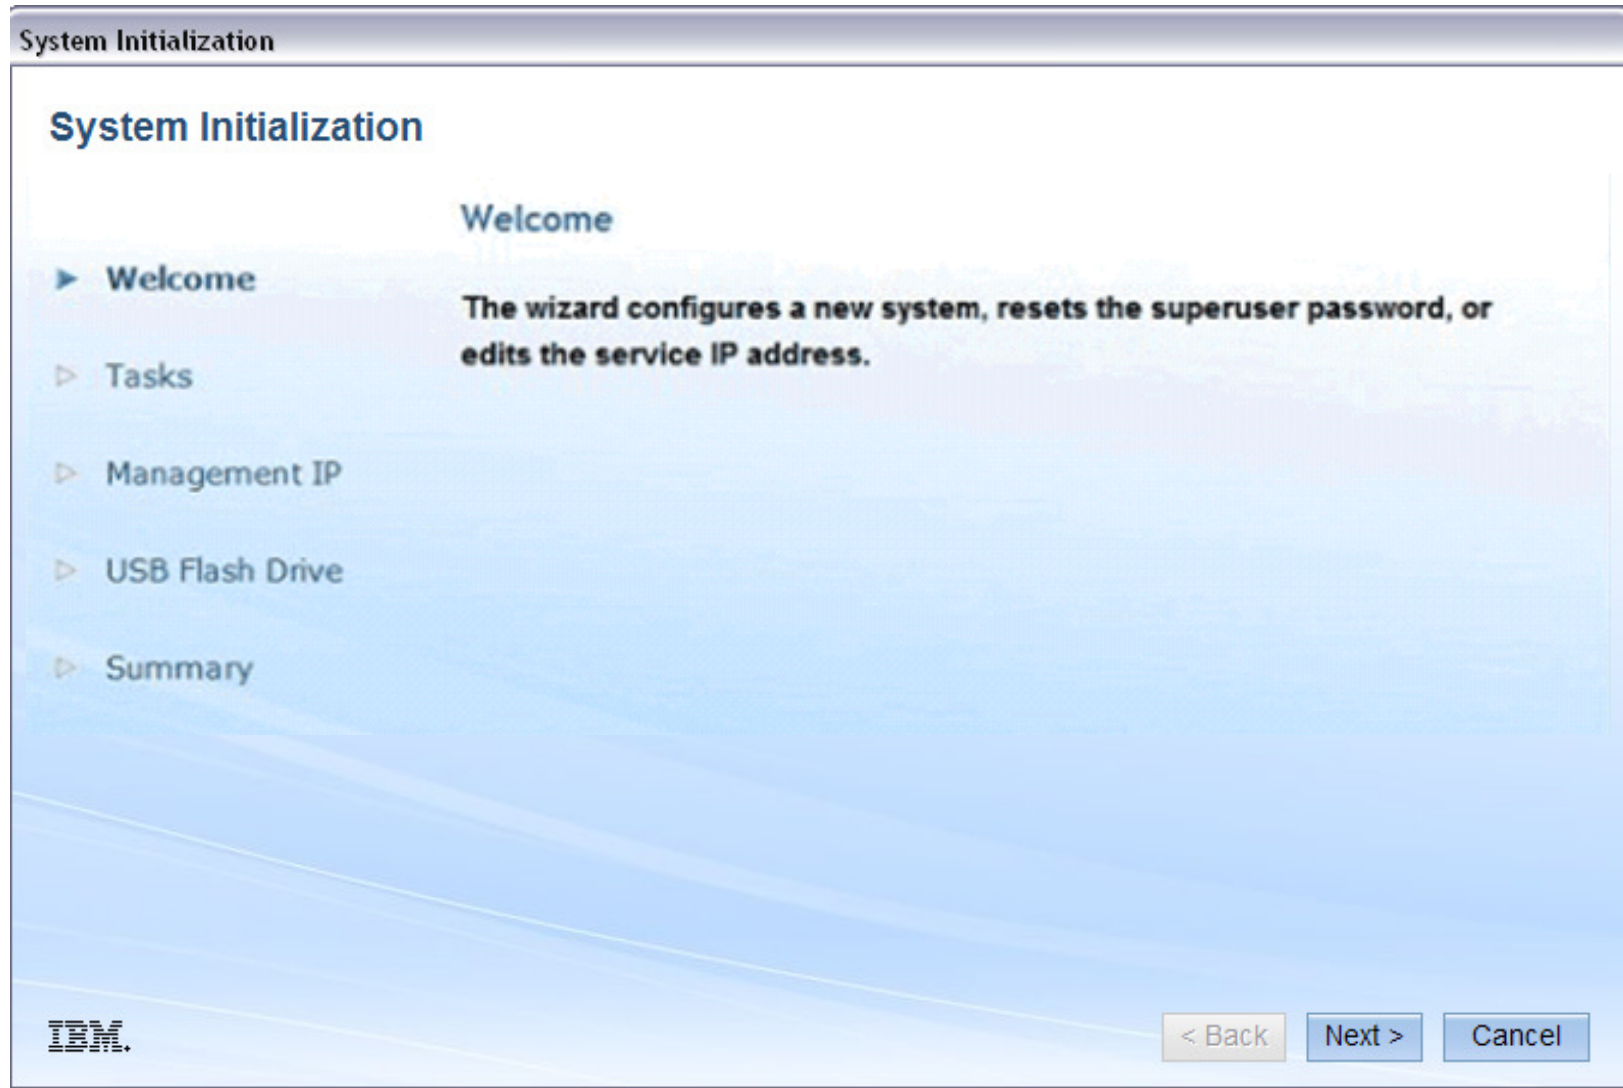 System Initialization
System Initialization
Welcome
Welcome
The wizard configures a new system, resets the superuser password, or
edits the service IP address.
Tasks
Management IP
USB Flash Drive
Summary
IBM.
< Back
Next >
Cancel